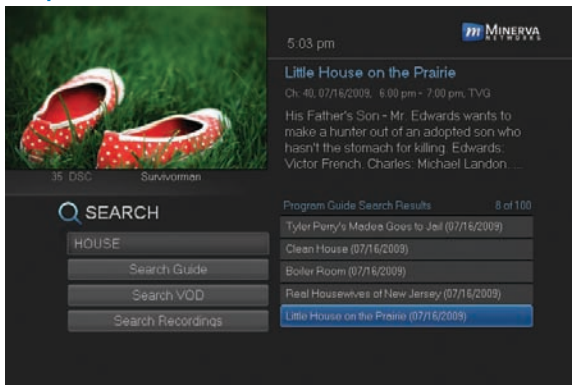 5:03 pm
m MINERVA
NETWORKS
Little House on the Prairie
Ch. 40, 07/16/2009, 6:00 pm - 7:00 pm, TVG
His Father's Son - Mr. Edwards wants to
make a hunter out of an adopted son who
hasn't the stomach for killing. Edwards:
Victor French. Charles: Michael Landon. ...
35 DSC Survivorman
SEARCH
HOUSE
Search Guide
Search VOD
Search Recordings
Program Guide Search Results 8 of 100
Tyler Perry's Madea Goes to Jail (07/16/2009)
Clean House (07/16/2009)
Boiler Room (07/16/2009)
Real Housewives of New Jersey (07/16/2009)
Little House on the Prairie (07/16/2009)